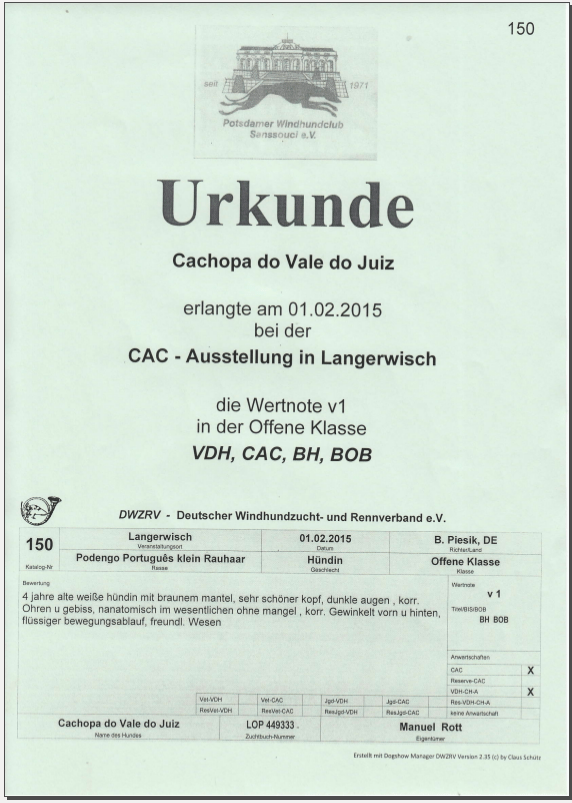 150
seit 1971
Potsdamer Windhundclub
Sanssouci e.V.
Urkunde
Cachopa do Vale do Juiz
erlangte am 01.02.2015
bei der
CAC - Ausstellung in Langerwisch
die Wertnote v1
in der Offene Klasse
VDH, CAC, BH, BOB
DWZRV - Deutscher Windhundzucht- und Rennverband e.V.
150 Langerwisch 01.02.2015 B. Piesik, DE
Veranstaltungsort Datum Richter/Land
Podengo Português klein Rauhaar Hündin Offene Klasse
Katalog-Nr Rasse Geschlecht Klasse
Bewertung
4 jahre alte weiße hündin mit braunem mantel, sehr schöner kopf, dunkle augen , korr.
Ohren u gebiss, nanatomisch im wesentlichen ohne mangel , korr. Gewinkelt vorn u hinten,
flüssiger bewegungsablauf, freundl. Wesen
Wertnote
v 1
Titel/BIS/BOB
BH BOB
Anwartschaften
CAC X
Reserve-CAC
VDH-CH-A X
Vet-VDH Vet-CAC Jgd-VDH Jgd-CAC Res-VDH-CH-A
ResVet-VDH ResVet-CAC ResJgd-VDH ResJgd-CAC keine Anwartschaft
Cachopa do Vale do Juiz LOP 449333 . Manuel Rott
Name des Hundes Zuchtbuch-Nummer Eigentümer
Erstellt mit Dogshow Manager DWZRV Version 2.35 (c) by Claus Schütz